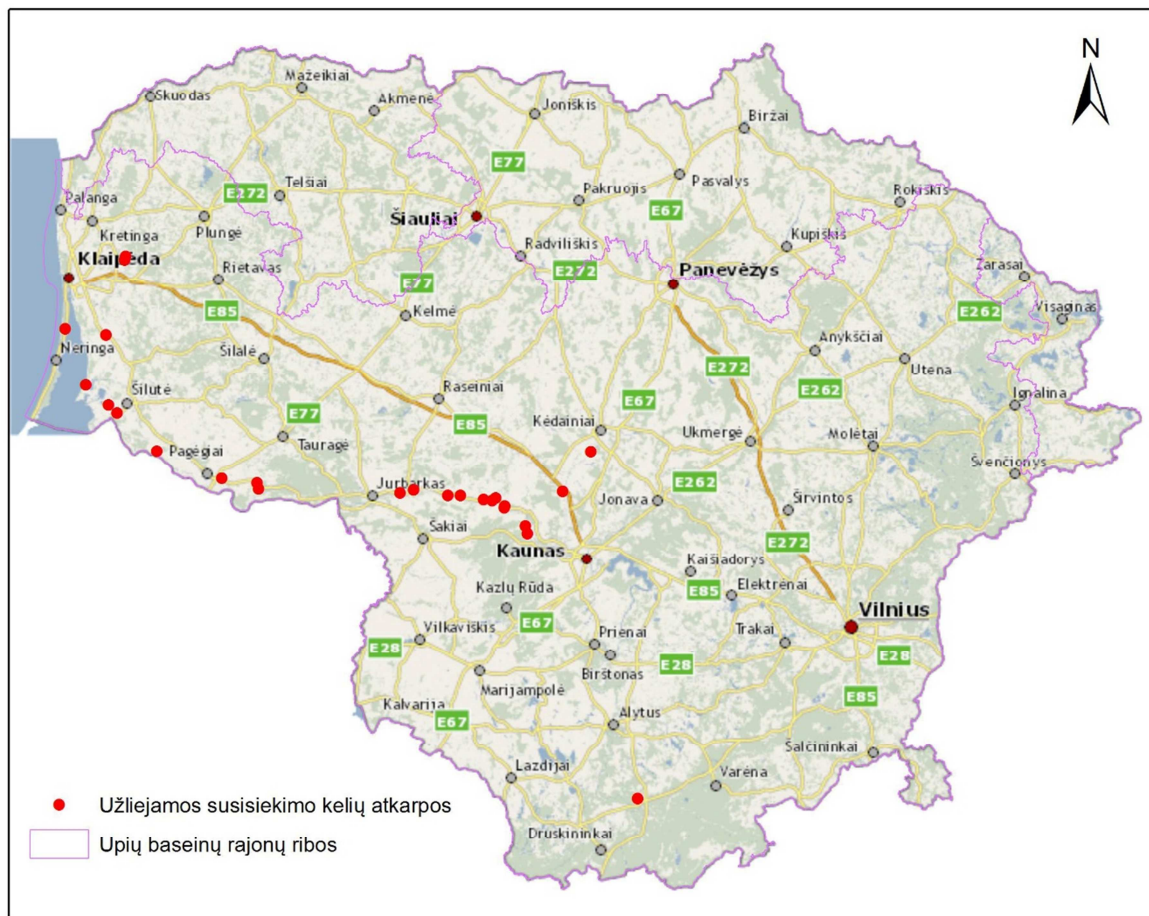 N
Mažeikiai
Skuodas
Akmenė
Joniškis
Biržai
E77
Pasvalys
E272
Telšiai
Pakruojis
Rokiškis
Palanga
E67
Šiauliai
Kretinga
Plungė
Kupiškis
Radviliškis
Klaipėda
E272
Panevėžys
Zarasai
Rietavas
E77
Visaginas
E85
Kelmė
E262
Neringa
Anykščiai
Šilalė
Utena
E272
Šilutė
Raseiniai
E262
Ignalina
E77
E67
Kėdainiai
E85
Ukmergė
Molėtai
Tauragė
Pagėgiai
Švenčionys
Jurbarkas
E262
Jonava
Širvintos
Šakiai
E272
Kaunas
Kaišiadorys
Kazlų Rūda
E85
Elektrėnai
Vilnius
E67
Vilkaviškis
Prienai
Trakai
E28
E28
Birštonas
E28
Marijampolė
E85
Kalvarija
E67
Alytus
Šalčininkai
Lazdijai
Varėna
Užliejamos susisiekimo kelių atkarpos
Druskininkai
Upių baseinų rajonų ribos